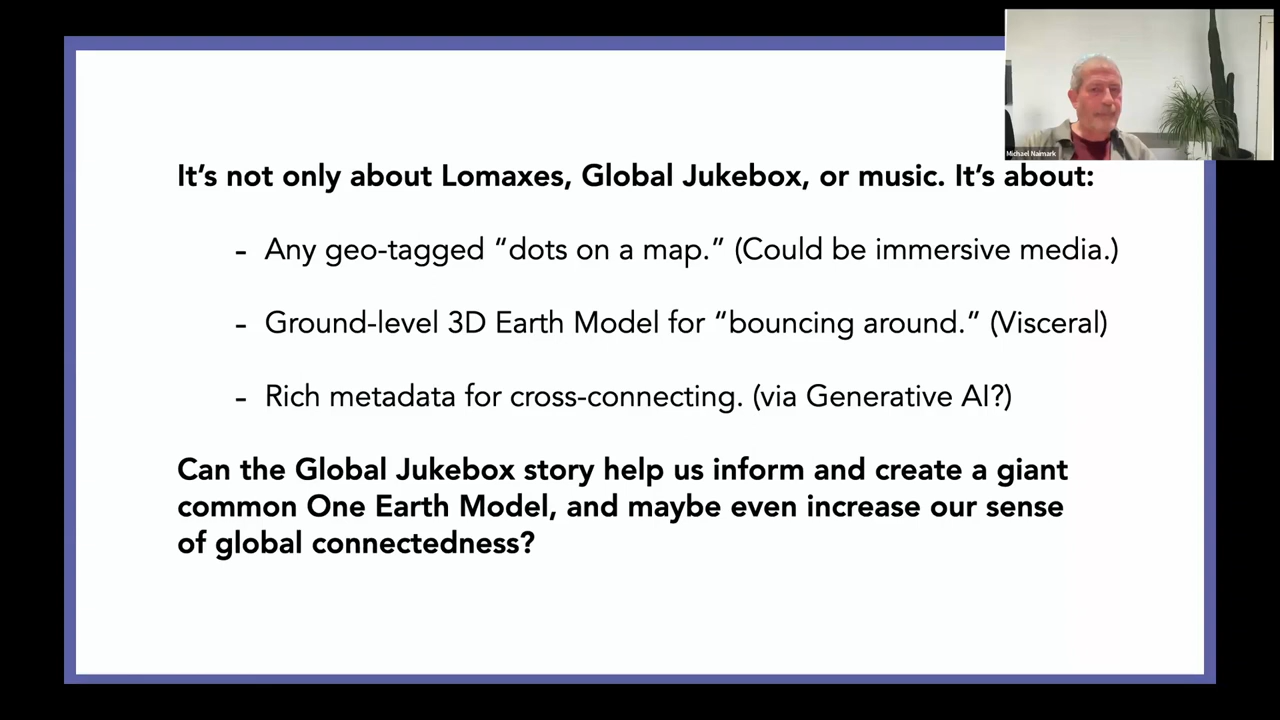 Michael Naimark
It’s not only about Lomaxes, Global Jukebox, or music. It’s about:
- Any geo-tagged “dots on a map.” (Could be immersive media.)
- Ground-level 3D Earth Model for “bouncing around.” (Visceral)
- Rich metadata for cross-connecting. (via Generative AI?)
Can the Global Jukebox story help us inform and create a giant
common One Earth Model, and maybe even increase our sense
of global connectedness?